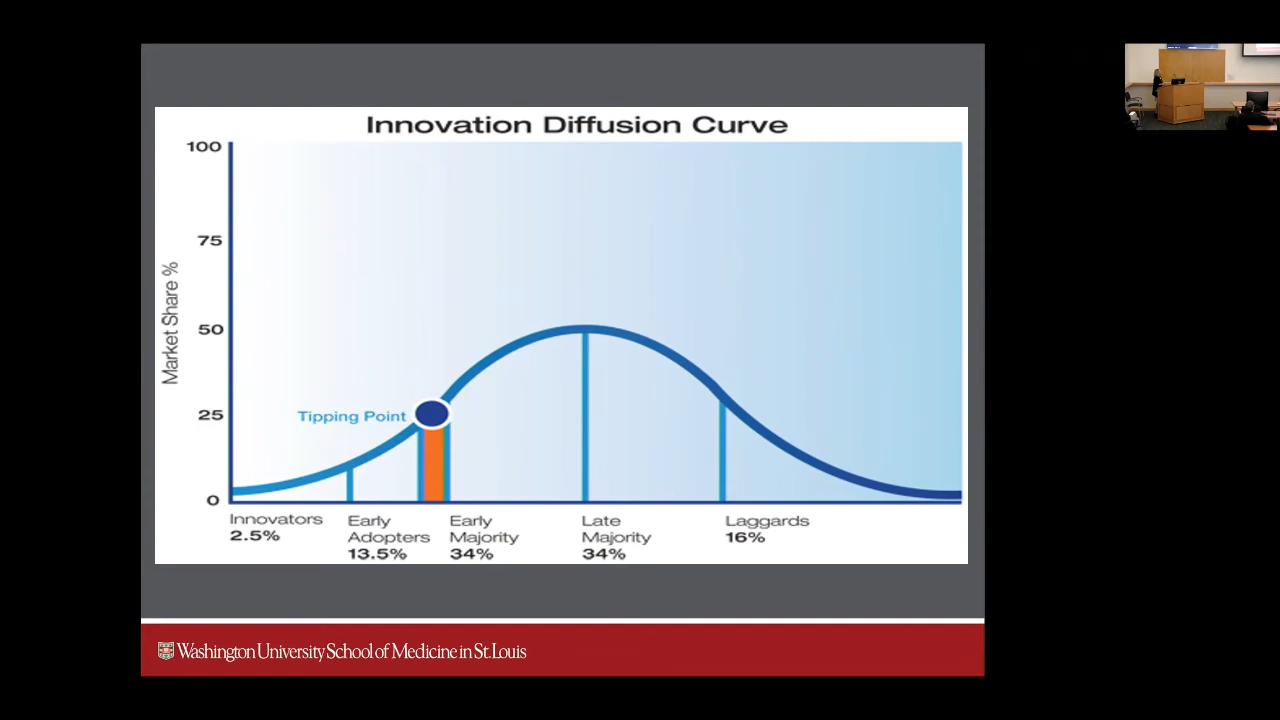 Innovation Diffusion Curve
100
75
50
25
0
Market Share %
Tipping Point
Innovators
2.5%
Early
Adopters
13.5%
Early
Majority
34%
Late
Majority
34%
Laggards
16%
Washington University School of Medicine in St. Louis